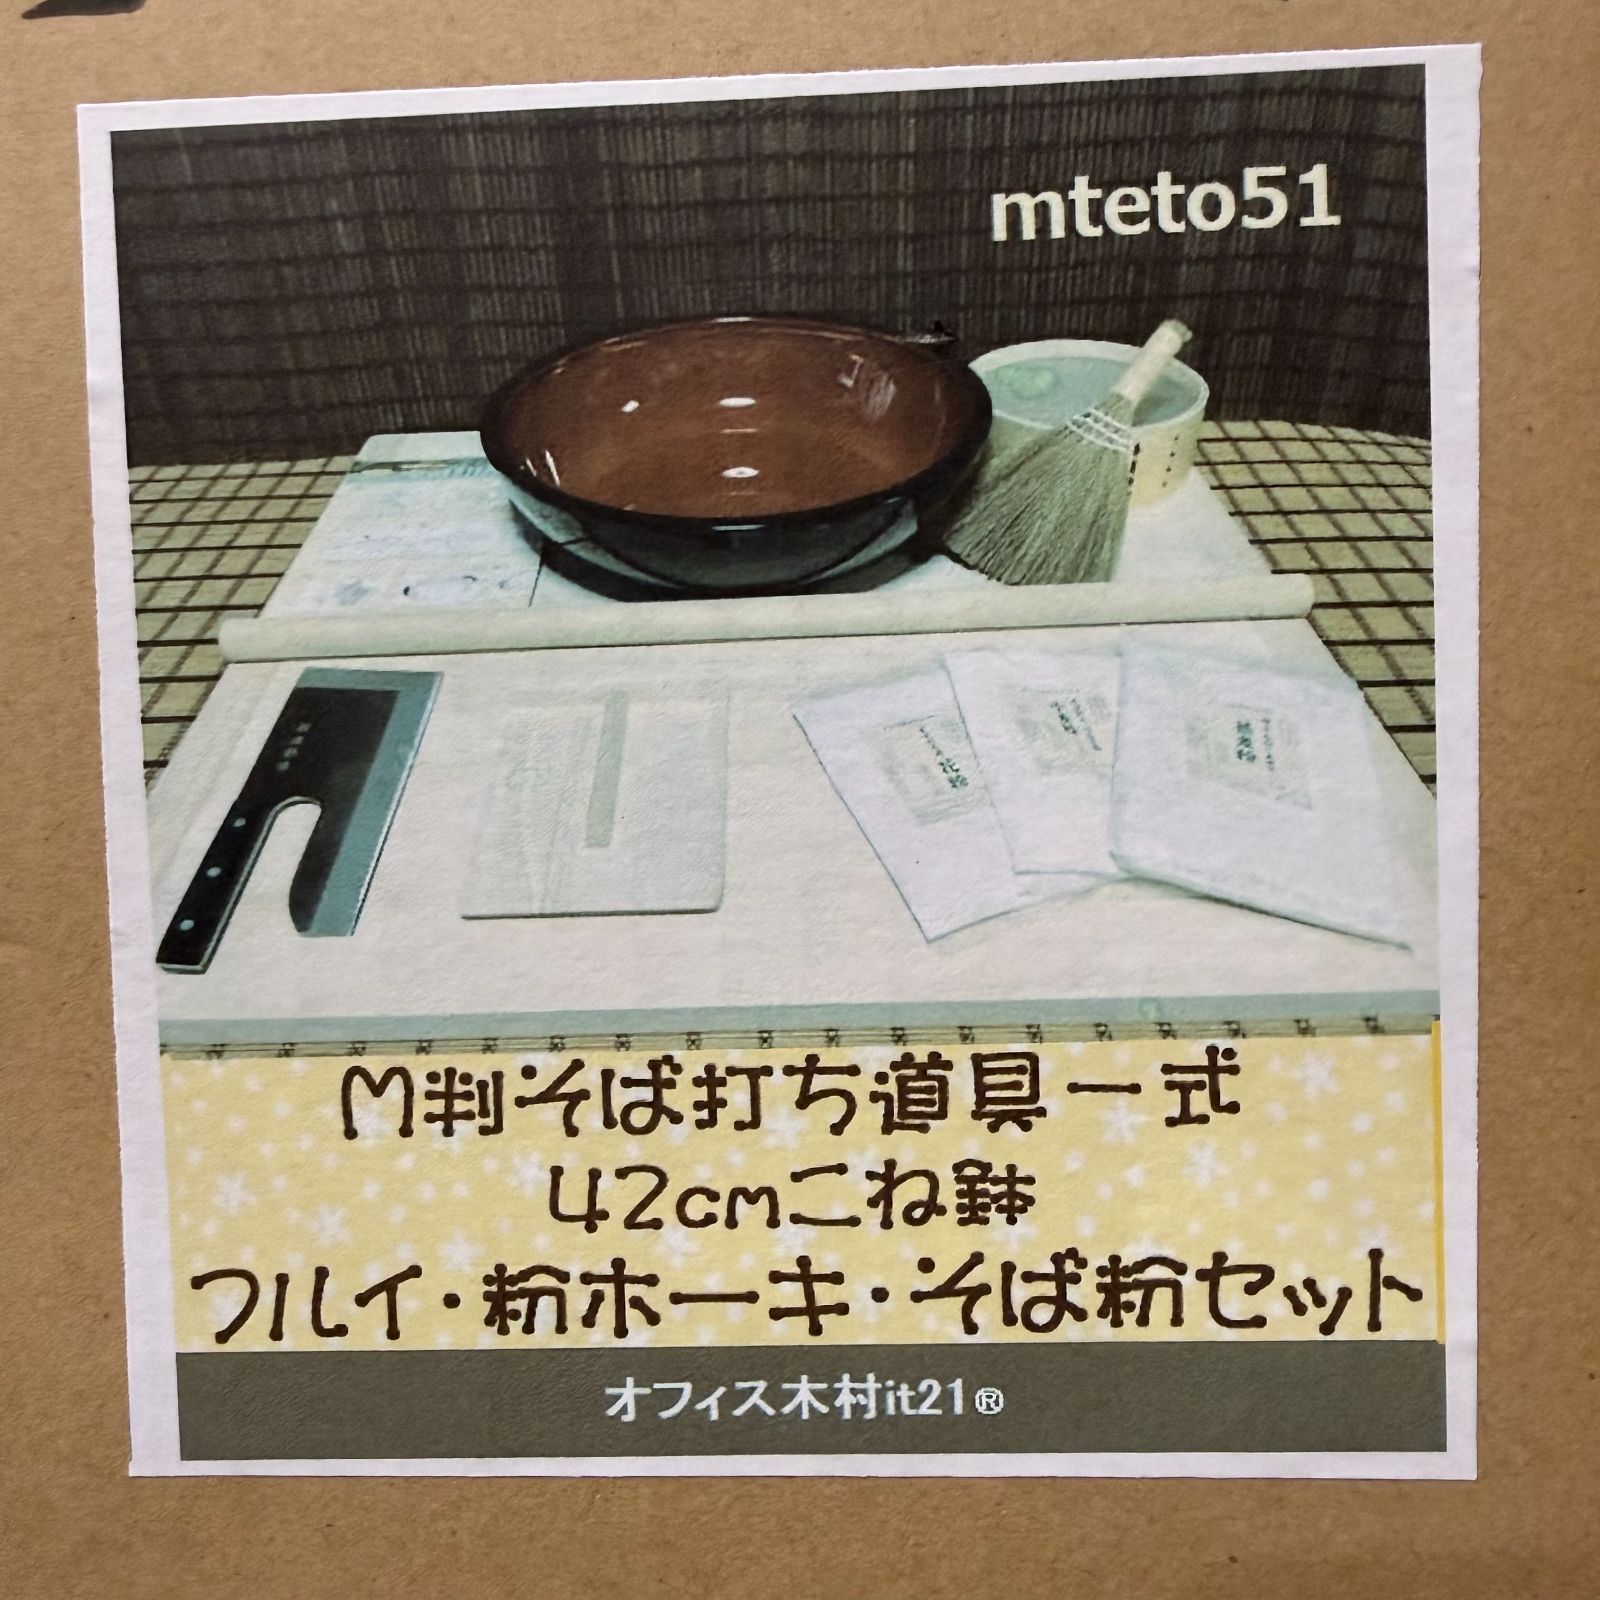 mteto51
M判そば打ち道具一式
42cmこね鉢
フルイ・粉ホーキ・そば粉セット
オフィス木村it21®